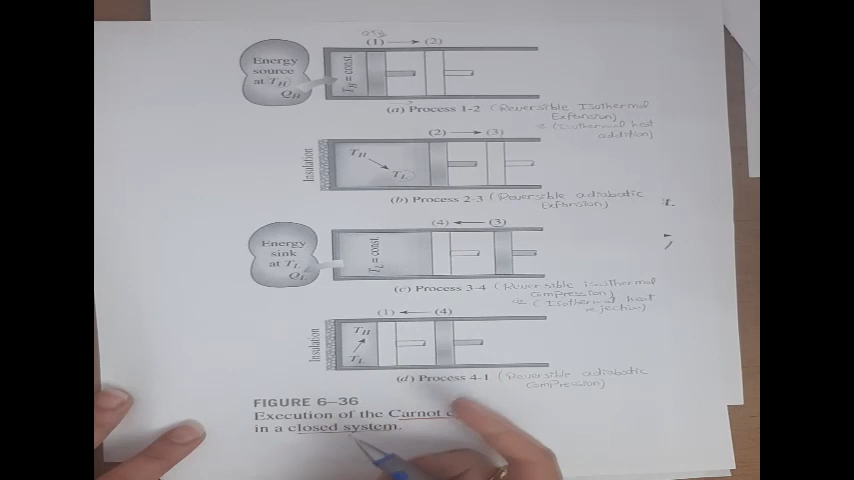 (1) → (2)
Energy
source
at T_H
Q_H
T_H = const.
(a) Process 1-2 (Reversible Isothermal
Expansion)
(Isothermal heat
addition)
(2) → (3)
Insulation
T_H
T_L
(b) Process 2-3 (Reversible adiabatic
Expansion)
(4) ← (3)
Energy
sink
at T_L
Q_L
T_L = const.
(c) Process 3-4 (Reversible isothermal
Compression)
(Isothermal heat
rejection)
(1) ← (4)
Insulation
T_H
T_L
(d) Process 4-1 (Reversible adiabatic
Compression)
FIGURE 6–36
Execution of the Carnot
in a closed system.